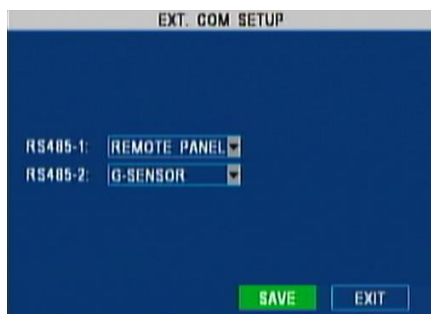 EXT. COM SETUP
RS485-1: REMOTE PANEL
RS485-2: G-SENSOR
SAVE EXIT